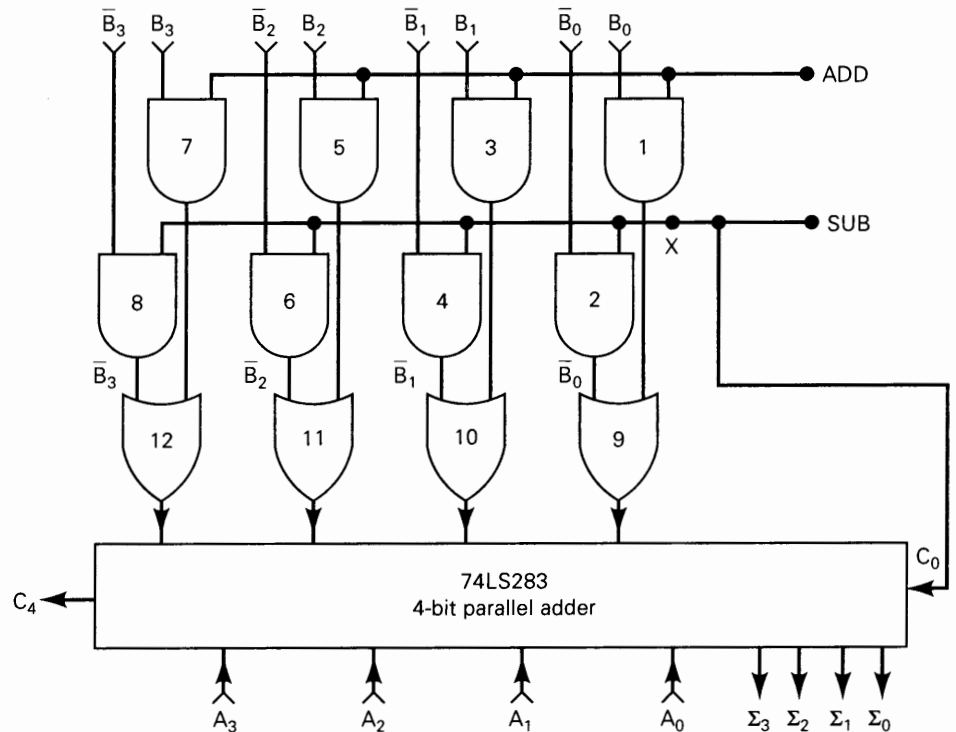 B̅₃ B₃ B̅₂ B₂ B̅₁ B₁ B̅₀ B₀
ADD
7 5 3 1
SUB
X
8 6 4 2
B̅₃ B̅₂ B̅₁ B̅₀
12 11 10 9
C₀
74LS283
C₄
4-bit parallel adder
A₃ A₂ A₁ A₀ Σ₃ Σ₂ Σ₁ Σ₀